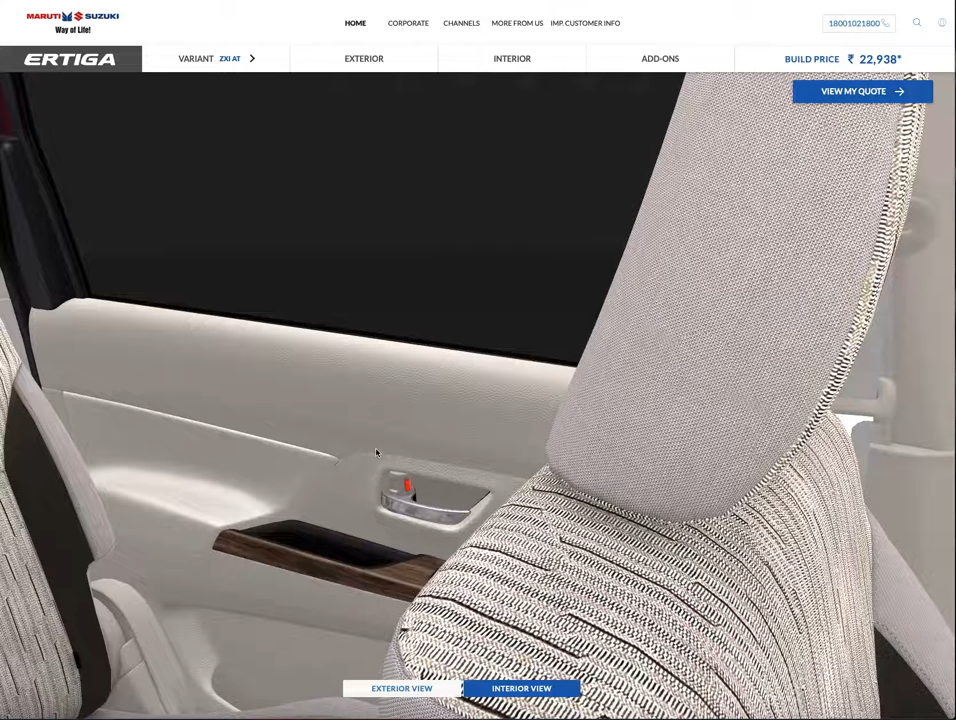 MARUTI SUZUKI
Way of Life!
HOME
CORPORATE
CHANNELS
MORE FROM US
IMP. CUSTOMER INFO
18001021800
ERTIGA
VARIANT ZXI AT
EXTERIOR
INTERIOR
ADD-ONS
BUILD PRICE ₹ 22,938*
VIEW MY QUOTE
EXTERIOR VIEW
INTERIOR VIEW